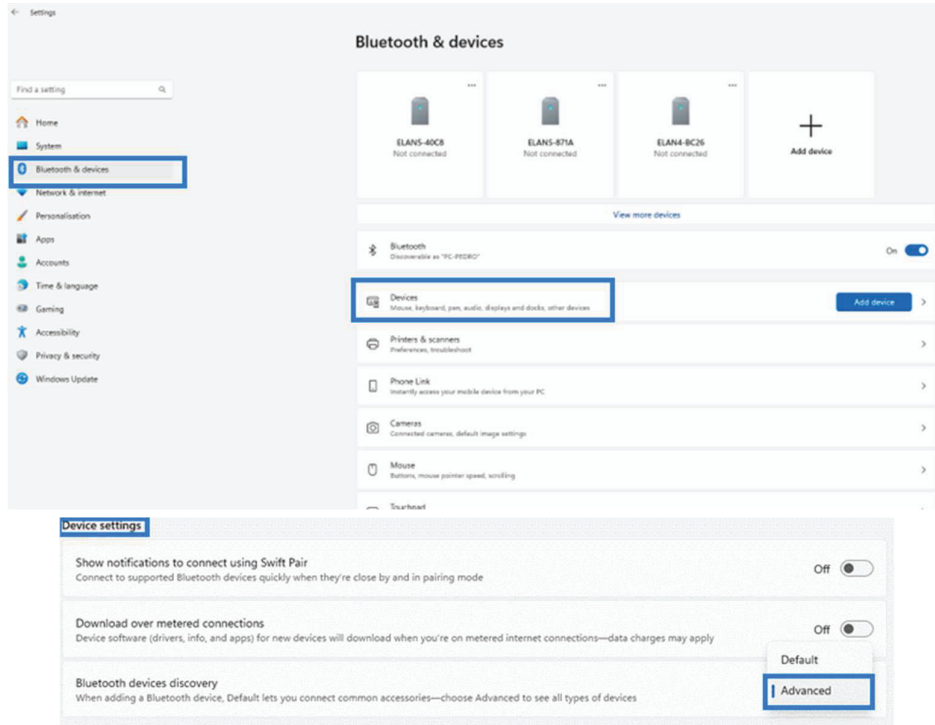 Settings
Bluetooth & devices
Find a setting
Home
System
Bluetooth & devices
Network & internet
Personalisation
Apps
Accounts
Time & language
Gaming
Accessibility
Privacy & security
Windows Update
ELAN5-40C8
Not connected
ELAN5-871A
Not connected
ELAN4-BC26
Not connected
Add device
View more devices
Bluetooth
Discoverable as "PC-PEDRO"
On
Devices
Mouse, keyboard, pen, audio, displays and docks, other devices
Add device
Printers & scanners
Preferences, troubleshoot
Phone Link
Instantly access your mobile device from your PC
Cameras
Connected cameras, default image settings
Mouse
Buttons, mouse pointer speed, scrolling
Touchpad
Device settings
Show notifications to connect using Swift Pair
Connect to supported Bluetooth devices quickly when they're close by and in pairing mode
Off
Download over metered connections
Device software (drivers, info, and apps) for new devices will download when you're on metered internet connections—data charges may apply
Off
Bluetooth devices discovery
When adding a Bluetooth device, Default lets you connect common accessories—choose Advanced to see all types of devices
Default
Advanced